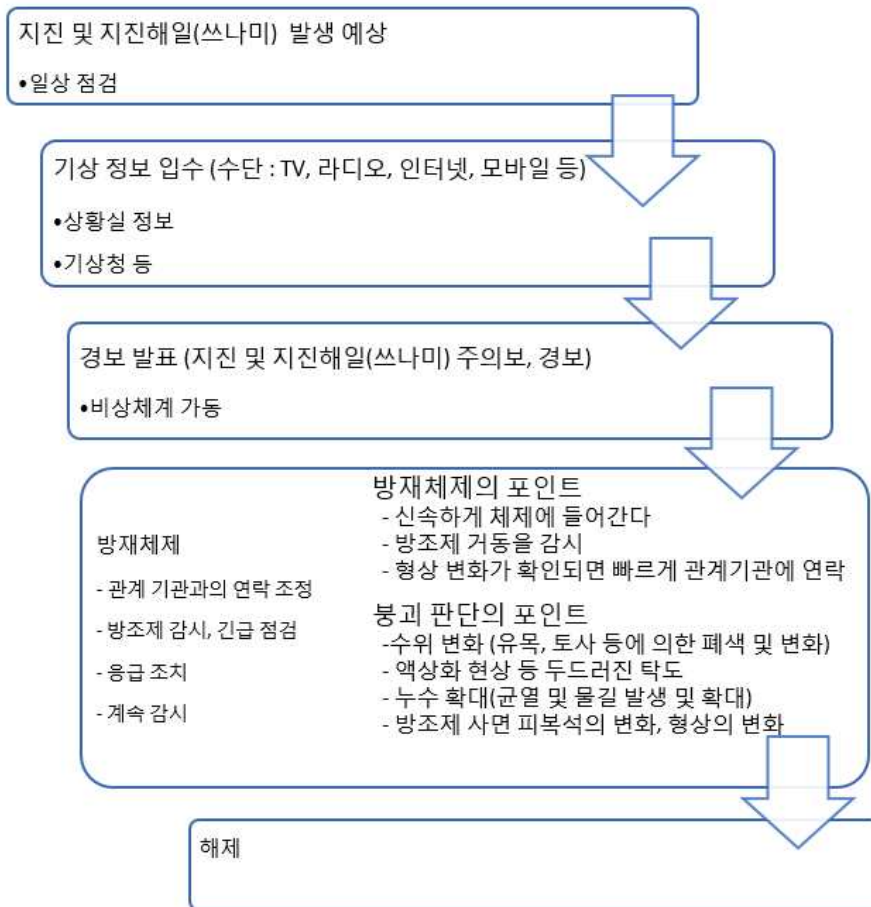 지진 및 지진해일(쓰나미) 발생 예상
•일상 점검
기상 정보 입수 (수단 : TV, 라디오, 인터넷, 모바일 등)
•상황실 정보
•기상청 등
경보 발표 (지진 및 지진해일(쓰나미) 주의보, 경보)
•비상체계 가동
방재체제
- 관계 기관과의 연락 조정
- 방조제 감시, 긴급 점검
- 응급 조치
- 계속 감시
방재체제의 포인트
- 신속하게 체제에 들어간다
- 방조제 거동을 감시
- 형상 변화가 확인되면 빠르게 관계기관에 연락
붕괴 판단의 포인트
-수위 변화 (유목, 토사 등에 의한 폐색 및 변화)
- 액상화 현상 등 두드러진 탁도
- 누수 확대(균열 및 물길 발생 및 확대)
- 방조제 사면 피복석의 변화, 형상의 변화
해제